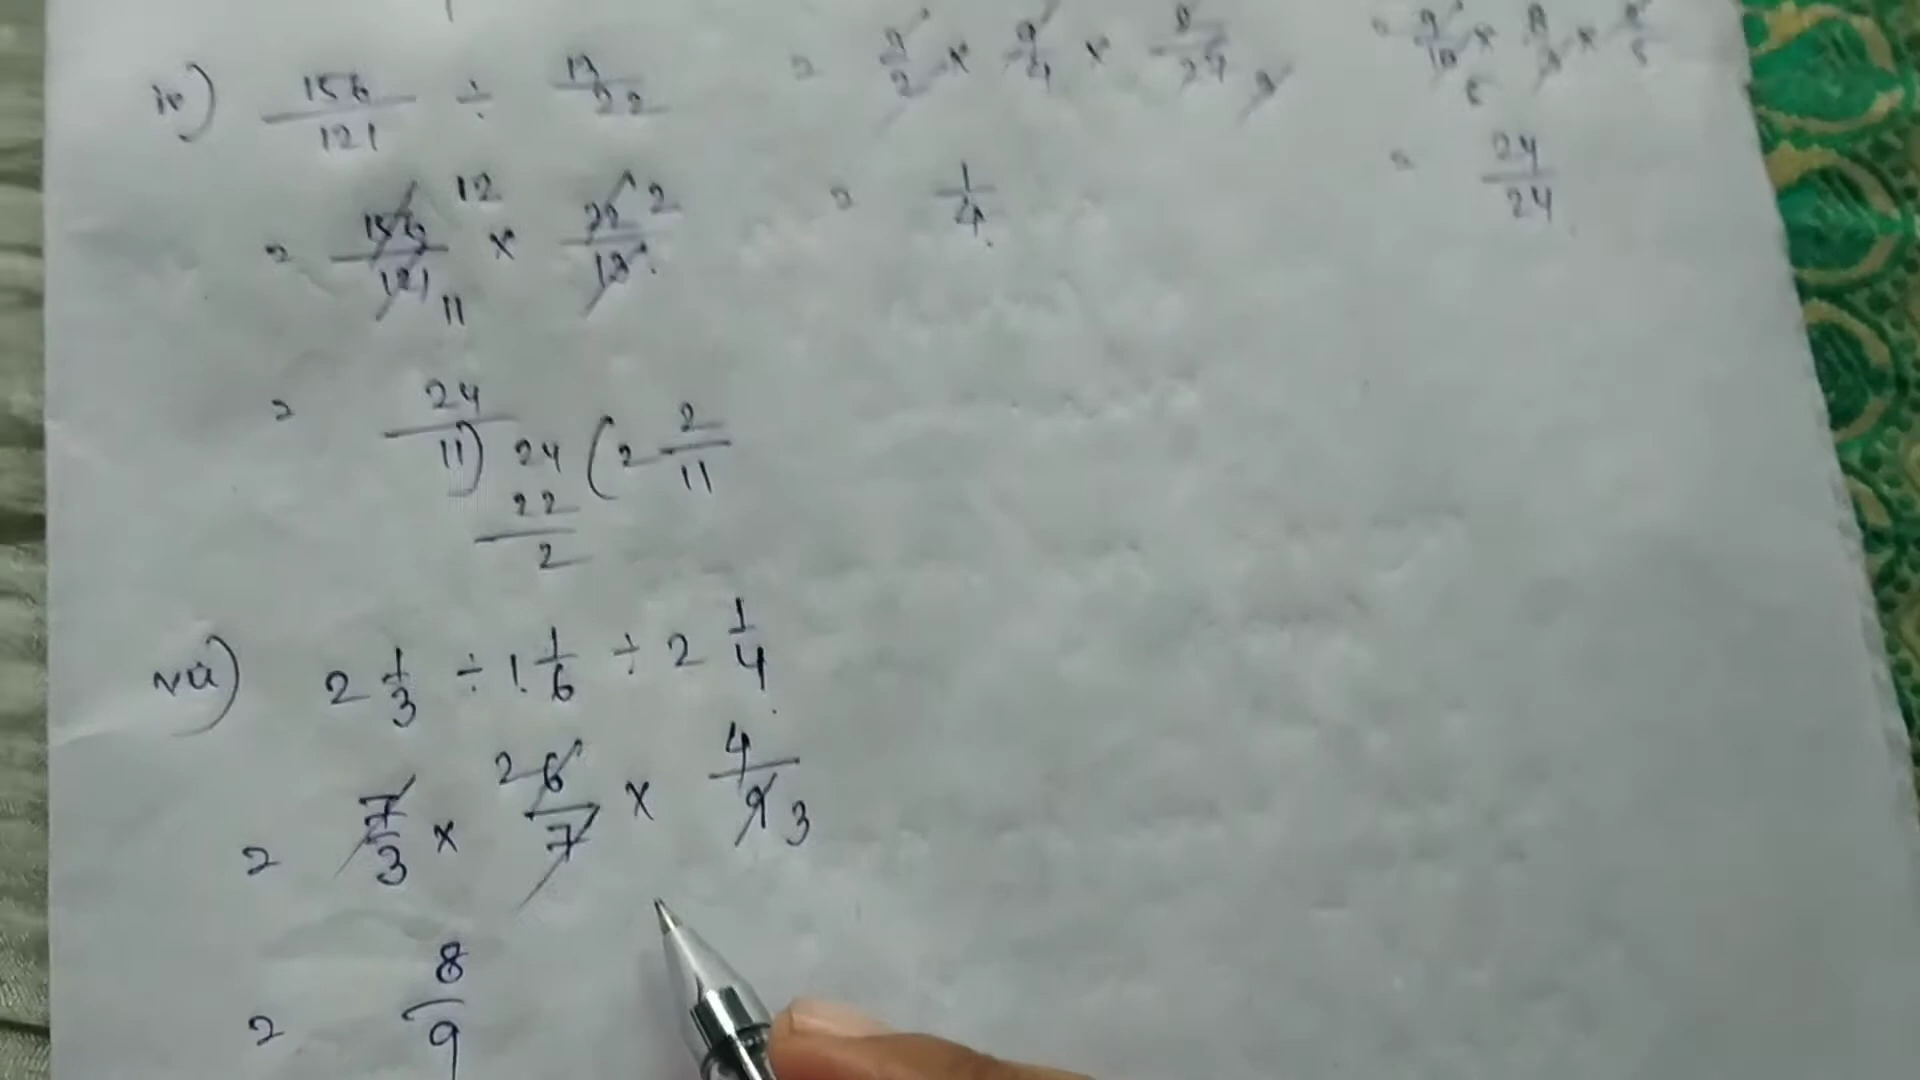 iv) 156/121 ÷ 13/22
= 156/121 12 11 × 22/13 2
= 24/11) 24 ( 2 2/11
22
2
= 1/4
= 24/24
vii) 2 1/3 ÷ 1 1/6 ÷ 2 1/4
= 7/3 × 2 6/7 × 4/9 3
= 8/9